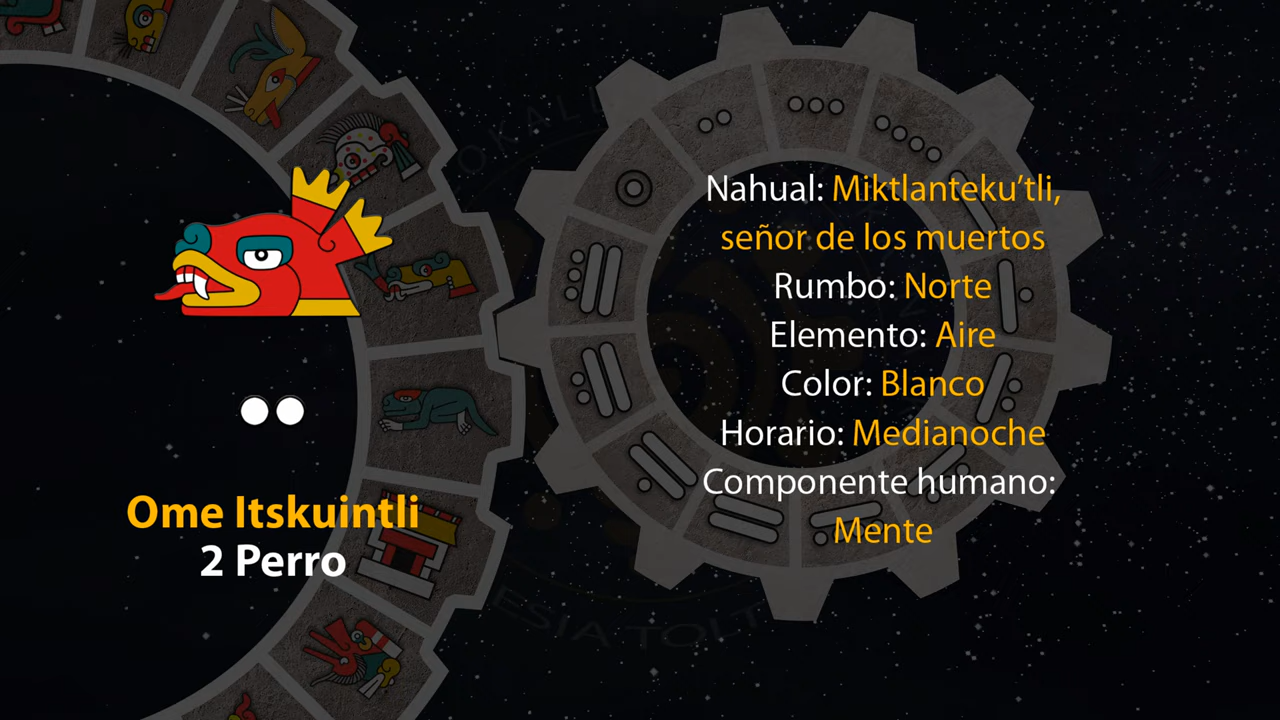 Ome Itskuintli
2 Perro
Nahual: Miktlanteku’tli,
señor de los muertos
Rumbo: Norte
Elemento: Aire
Color: Blanco
Horario: Medianoche
Componente humano:
Mente